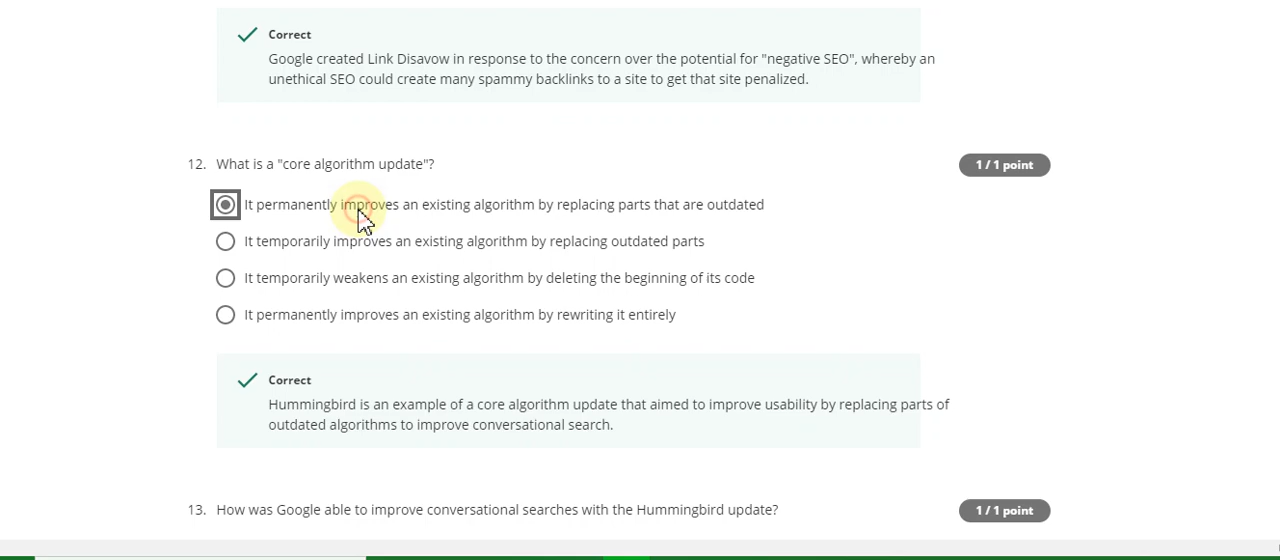 Correct
Google created Link Disavow in response to the concern over the potential for "negative SEO", whereby an
unethical SEO could create many spammy backlinks to a site to get that site penalized.
12. What is a "core algorithm update"? 1 / 1 point
It permanently improves an existing algorithm by replacing parts that are outdated
It temporarily improves an existing algorithm by replacing outdated parts
It temporarily weakens an existing algorithm by deleting the beginning of its code
It permanently improves an existing algorithm by rewriting it entirely
Correct
Hummingbird is an example of a core algorithm update that aimed to improve usability by replacing parts of
outdated algorithms to improve conversational search.
13. How was Google able to improve conversational searches with the Hummingbird update? 1 / 1 point